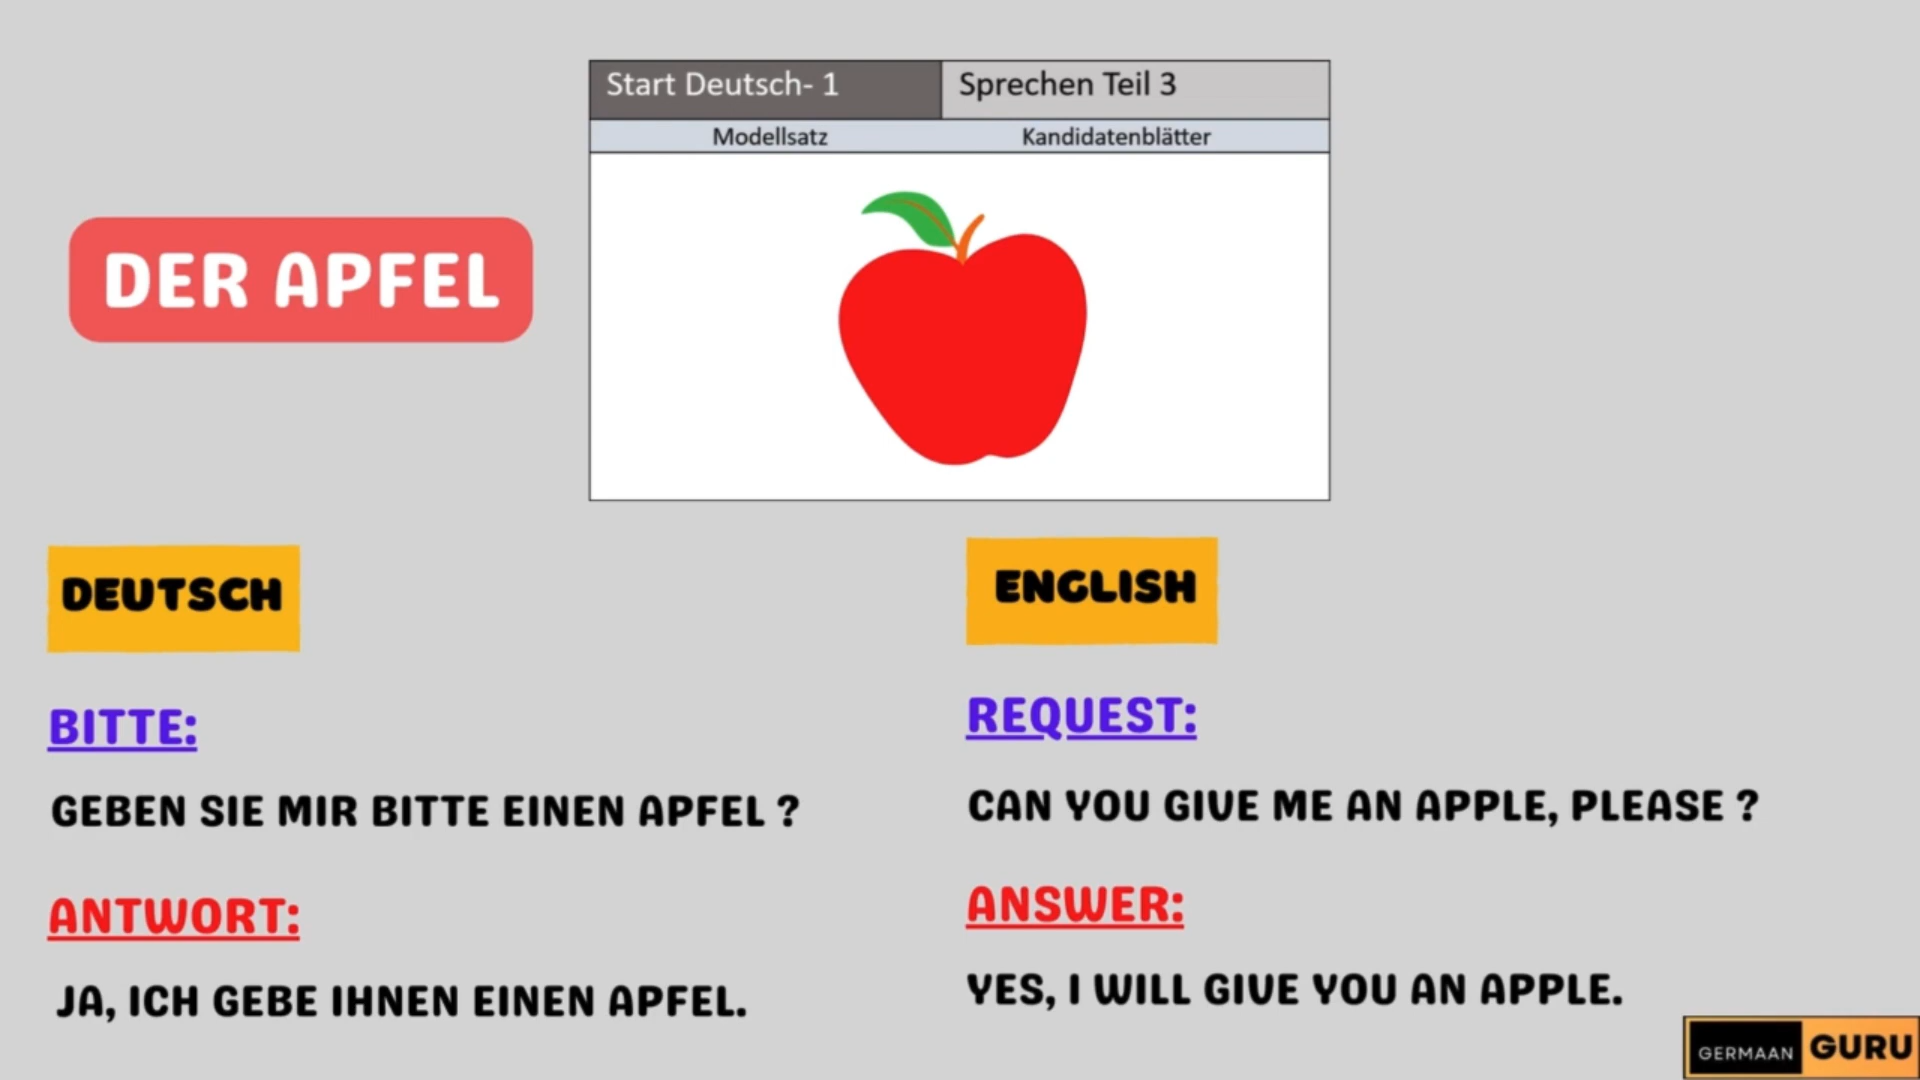 Start Deutsch- 1
Sprechen Teil 3
Modellsatz
Kandidatenblätter
DER APFEL
DEUTSCH
BITTE:
GEBEN SIE MIR BITTE EINEN APFEL ?
ANTWORT:
JA, ICH GEBE IHNEN EINEN APFEL.
ENGLISH
REQUEST:
CAN YOU GIVE ME AN APPLE, PLEASE ?
ANSWER:
YES, I WILL GIVE YOU AN APPLE.
GERMAAN GURU